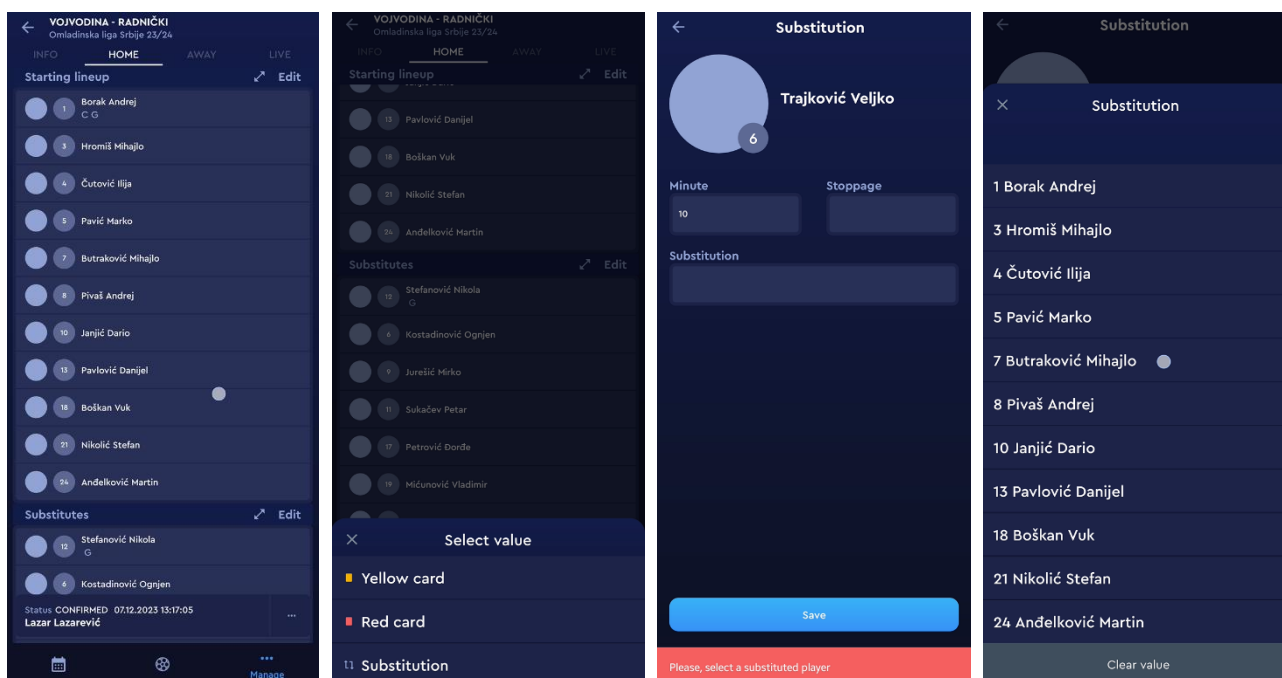 VOJVODINA - RADNIČKI
Omladinska liga Srbije 23/24
INFO HOME AWAY LIVE
Starting lineup Edit
1 Borak Andrej
C G
3 Hromiš Mihajlo
4 Čutović Ilija
5 Pavić Marko
7 Butraković Mihajlo
8 Pivaš Andrej
10 Janjić Dario
13 Pavlović Danijel
18 Boškan Vuk
21 Nikolić Stefan
24 Anđelković Martin
Substitutes Edit
12 Stefanović Nikola
G
6 Kostadinović Ognjen
Status CONFIRMED 07.12.2023 13:17:05
Lazar Lazarević
Manage
VOJVODINA - RADNIČKI
Omladinska liga Srbije 23/24
INFO HOME AWAY LIVE
Starting lineup Edit
13 Pavlović Danijel
18 Boškan Vuk
21 Nikolić Stefan
24 Anđelković Martin
Substitutes Edit
12 Stefanović Nikola
G
6 Kostadinović Ognjen
9 Jurešić Mirko
11 Sukačev Petar
17 Petrović Đorđe
19 Mićunović Vladimir
Select value
Yellow card
Red card
Substitution
Substitution
Trajković Veljko
6
Minute Stoppage
10
Substitution
Save
Please, select a substituted player
Substitution
Substitution
1 Borak Andrej
3 Hromiš Mihajlo
4 Čutović Ilija
5 Pavić Marko
7 Butraković Mihajlo
8 Pivaš Andrej
10 Janjić Dario
13 Pavlović Danijel
18 Boškan Vuk
21 Nikolić Stefan
24 Anđelković Martin
Clear value